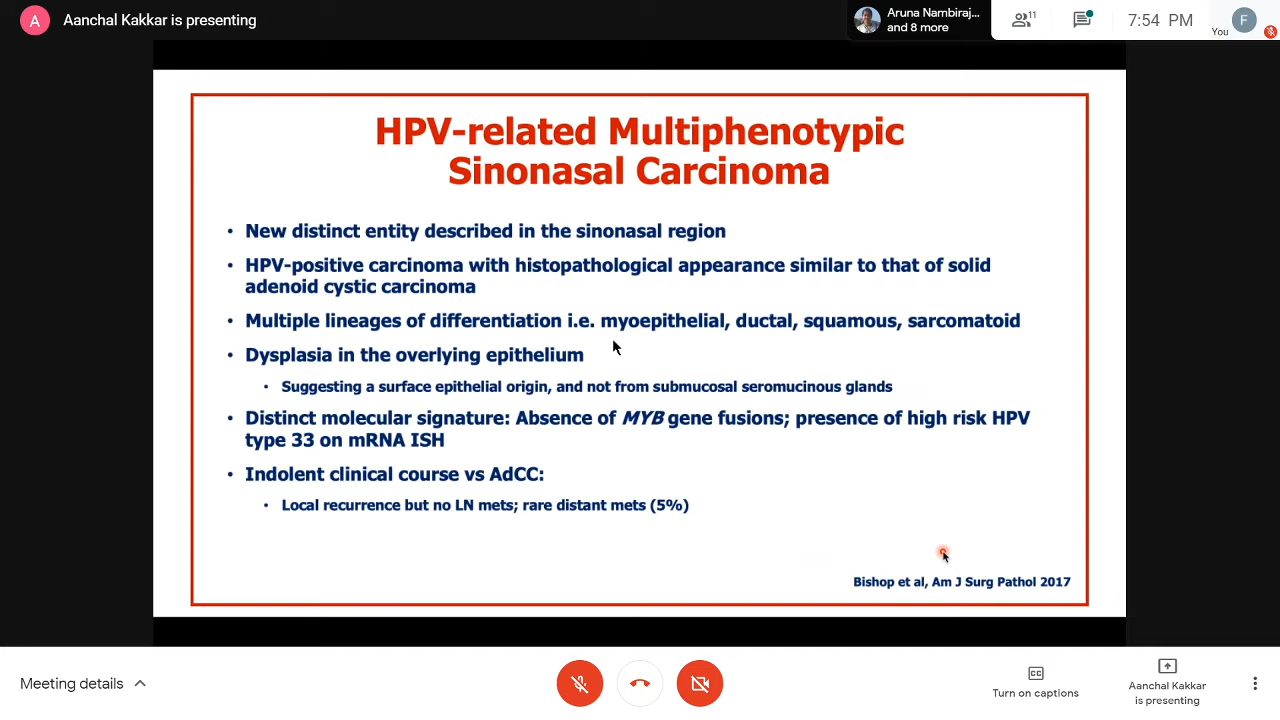 A
Aanchal Kakkar is presenting
Aruna Nambiraj...
and 8 more
11
7:54 PM
You
F
HPV-related Multiphenotypic
Sinonasal Carcinoma
• New distinct entity described in the sinonasal region
• HPV-positive carcinoma with histopathological appearance similar to that of solid
adenoid cystic carcinoma
• Multiple lineages of differentiation i.e. myoepithelial, ductal, squamous, sarcomatoid
• Dysplasia in the overlying epithelium
• Suggesting a surface epithelial origin, and not from submucosal seromucinous glands
• Distinct molecular signature: Absence of MYB gene fusions; presence of high risk HPV
type 33 on mRNA ISH
• Indolent clinical course vs AdCC:
• Local recurrence but no LN mets; rare distant mets (5%)
Bishop et al, Am J Surg Pathol 2017
Meeting details
CC
Turn on captions
Aanchal Kakkar
is presenting